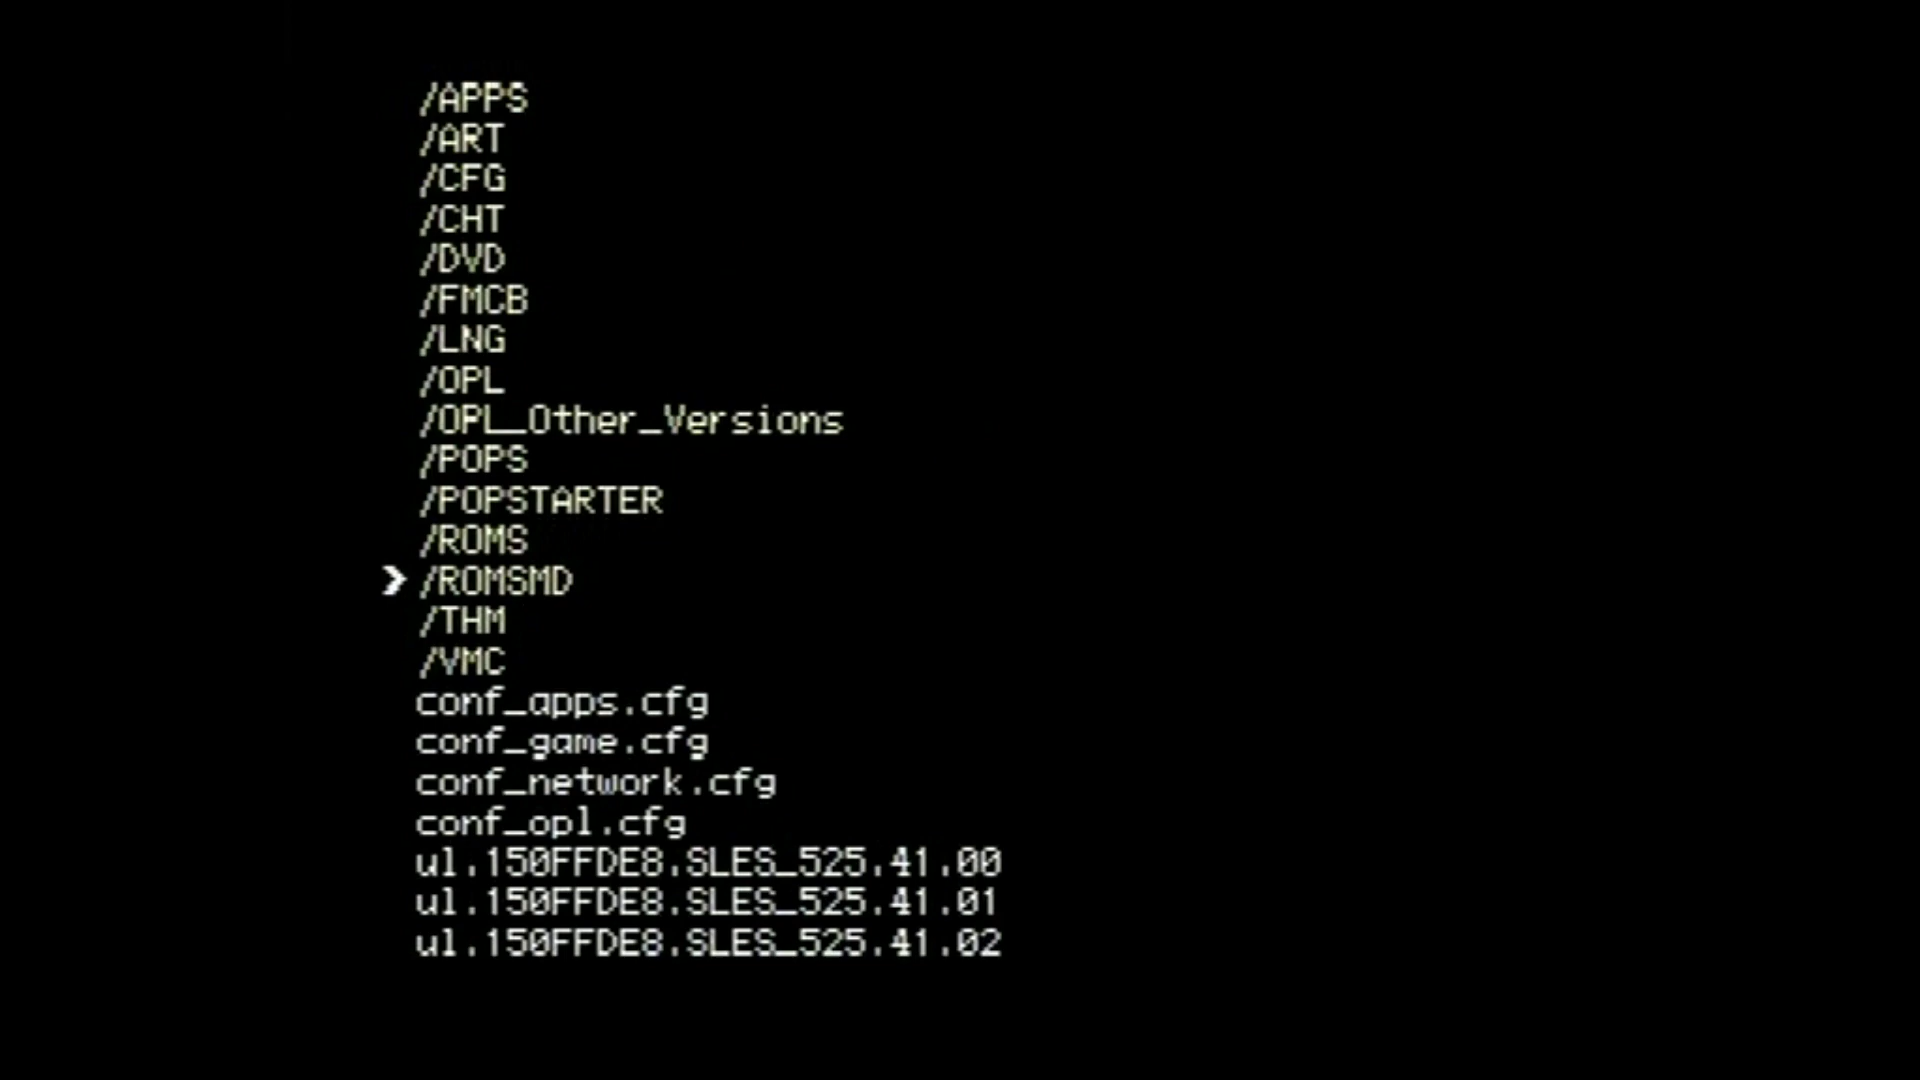 /APPS
/ART
/CFG
/CHT
/DVD
/FMCB
/LNG
/OPL
/OPL_Other_Versions
/POPS
/POPSTARTER
/ROMS
/ROMSMD
/THM
/VMC
conf_apps.cfg
conf_game.cfg
conf_network.cfg
conf_opl.cfg
ul.150FFDE8.SLES_525.41.00
ul.150FFDE8.SLES_525.41.01
ul.150FFDE8.SLES_525.41.02